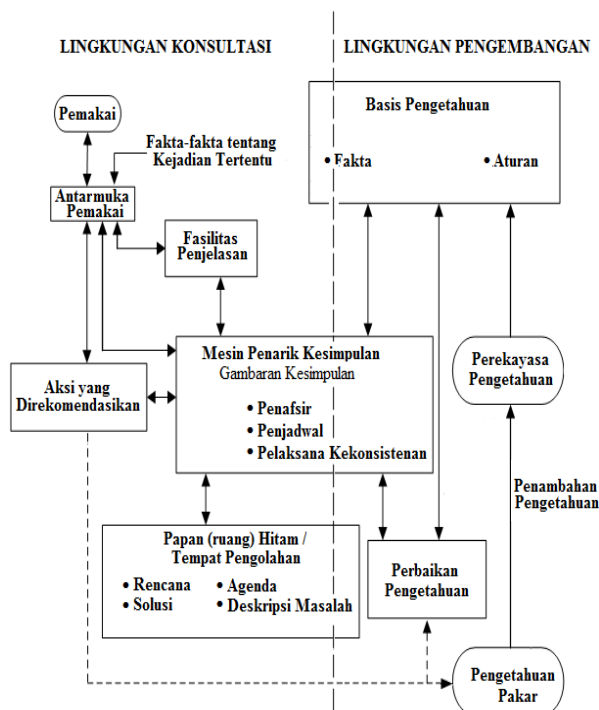 LINGKUNGAN KONSULTASI
LINGKUNGAN PENGEMBANGAN
Pemakai
Fakta-fakta tentang
Kejadian Tertentu
Antarmuka
Pemakai
Fasilitas
Penjelasan
Basis Pengetahuan
• Fakta
• Aturan
Mesin Penarik Kesimpulan
Gambaran Kesimpulan
• Penafsir
• Penjadwal
• Pelaksana Kekonsistenan
Aksi yang
Direkomendasikan
Perekayasa
Pengetahuan
Penambahan
Pengetahuan
Papan (ruang) Hitam /
Tempat Pengolahan
• Rencana
• Agenda
• Solusi
• Deskripsi Masalah
Perbaikan
Pengetahuan
Pengetahuan
Pakar